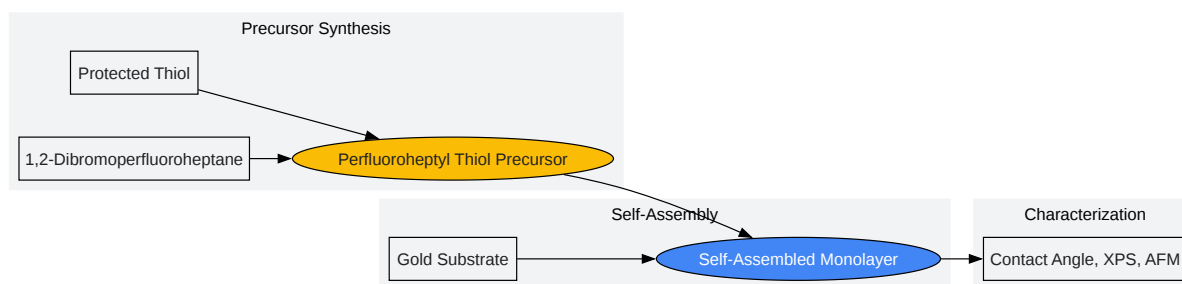 Precursor Synthesis
Protected Thiol
1,2-Dibromoperfluoroheptane
Perfluoroheptyl Thiol Precursor
Self-Assembly
Gold Substrate
Self-Assembled Monolayer
Characterization
Contact Angle, XPS, AFM